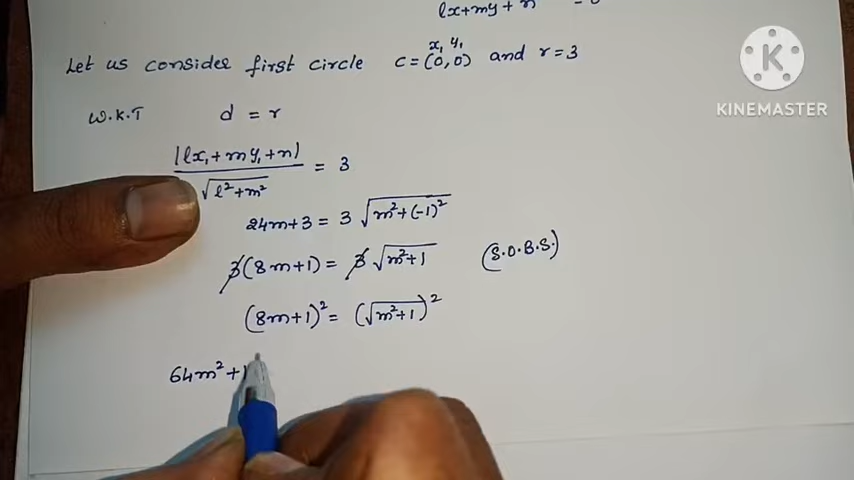 lx+my+n = 0
Let us consider first circle c = (0,0) and r = 3
x₁ y₁
W.K.T d = r
|lx₁+my₁+n| / √l²+m² = 3
24m+3 = 3 √m²+(-1)²
3(8m+1) = 3 √m²+1 (S.O.B.S.)
(8m+1)² = (√m²+1)²
64m²+1
K
KINEMASTER